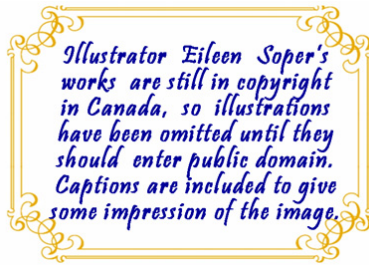 Illustrator Eileen Soper's
works are still in copyright
in Canada, so illustrations
have been omitted until they
should enter public domain.
Captions are included to give
some impression of the image.